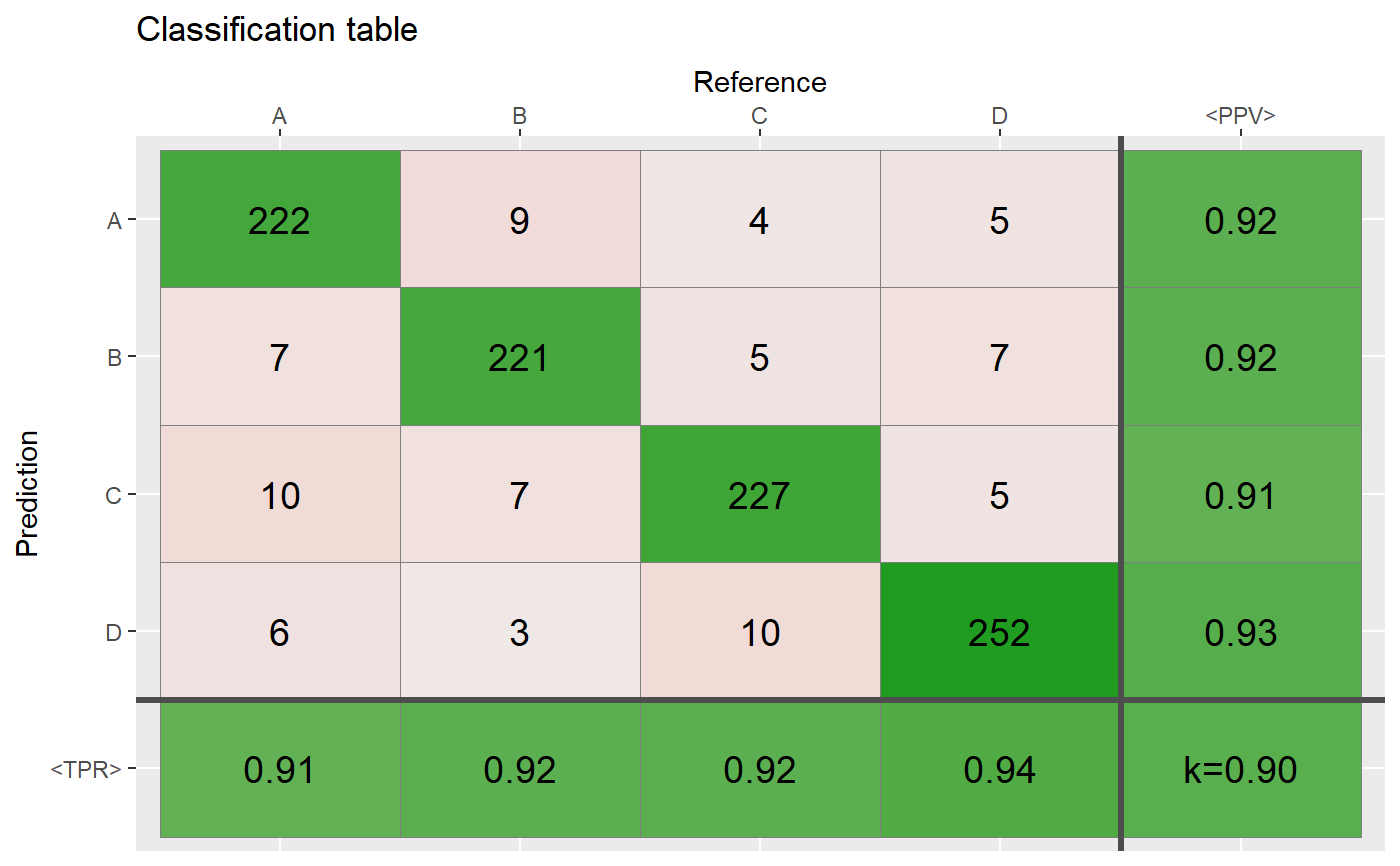 Classification table
Reference
A B C D <PPV>
A 222 9 4 5 0.92
B 7 221 5 7 0.92
Prediction
C 10 7 227 5 0.91
D 6 3 10 252 0.93
<TPR> 0.91 0.92 0.92 0.94 k=0.90